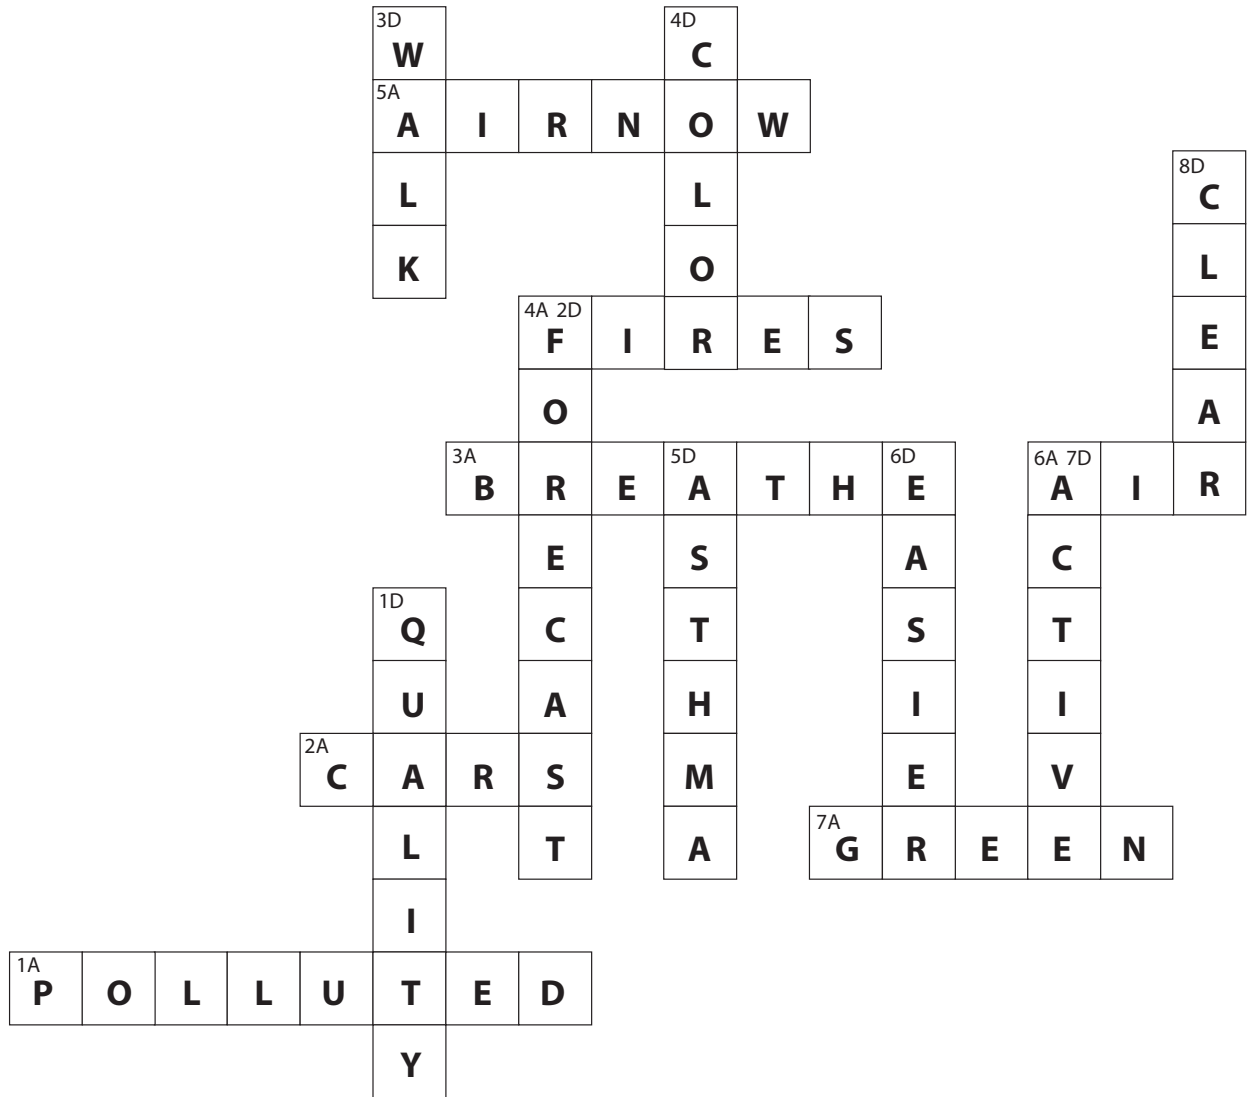 3D 4D
W C
5A
A I R N O W
8D
L L C
K O L
4A 2D
F I R E S E
O A
3A 5D 6D 6A 7D
B R E A T H E A I R
E S A C
1D
Q C T S T
U A H I I
2A
C A R S M E V
7A
L T A G R E E N
I
1A
P O L L U T E D
Y